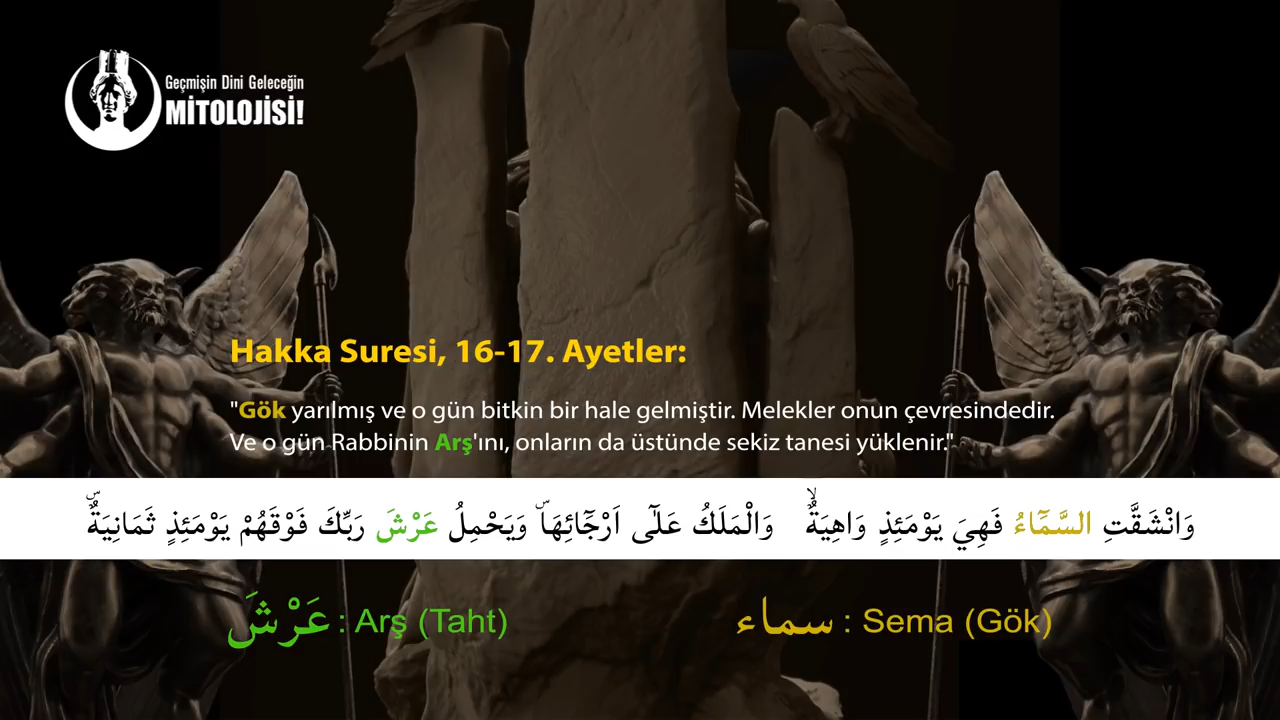 Geçmişin Dini Geleceğin
MİTOLOJİSİ!
Hakka Suresi, 16-17. Ayetler:
"Gök yarılmış ve o gün bitkin bir hale gelmiştir. Melekler onun çevresindedir.
Ve o gün Rabbinin Arş'ını, onların da üstünde sekiz tanesi yüklenir."
وَانْشَقَّتِ السَّمَٓاءُ فَهِيَ يَوْمَئِذٍ وَاهِيَةٌۙ وَالْمَلَكُ عَلٰٓى اَرْجَٓائِهَاۜ وَيَحْمِلُ عَرْشَ رَبِّكَ فَوْقَهُمْ يَوْمَئِذٍ ثَمَانِيَةٌۜ
عَرْشَ : Arş (Taht)
سماء : Sema (Gök)